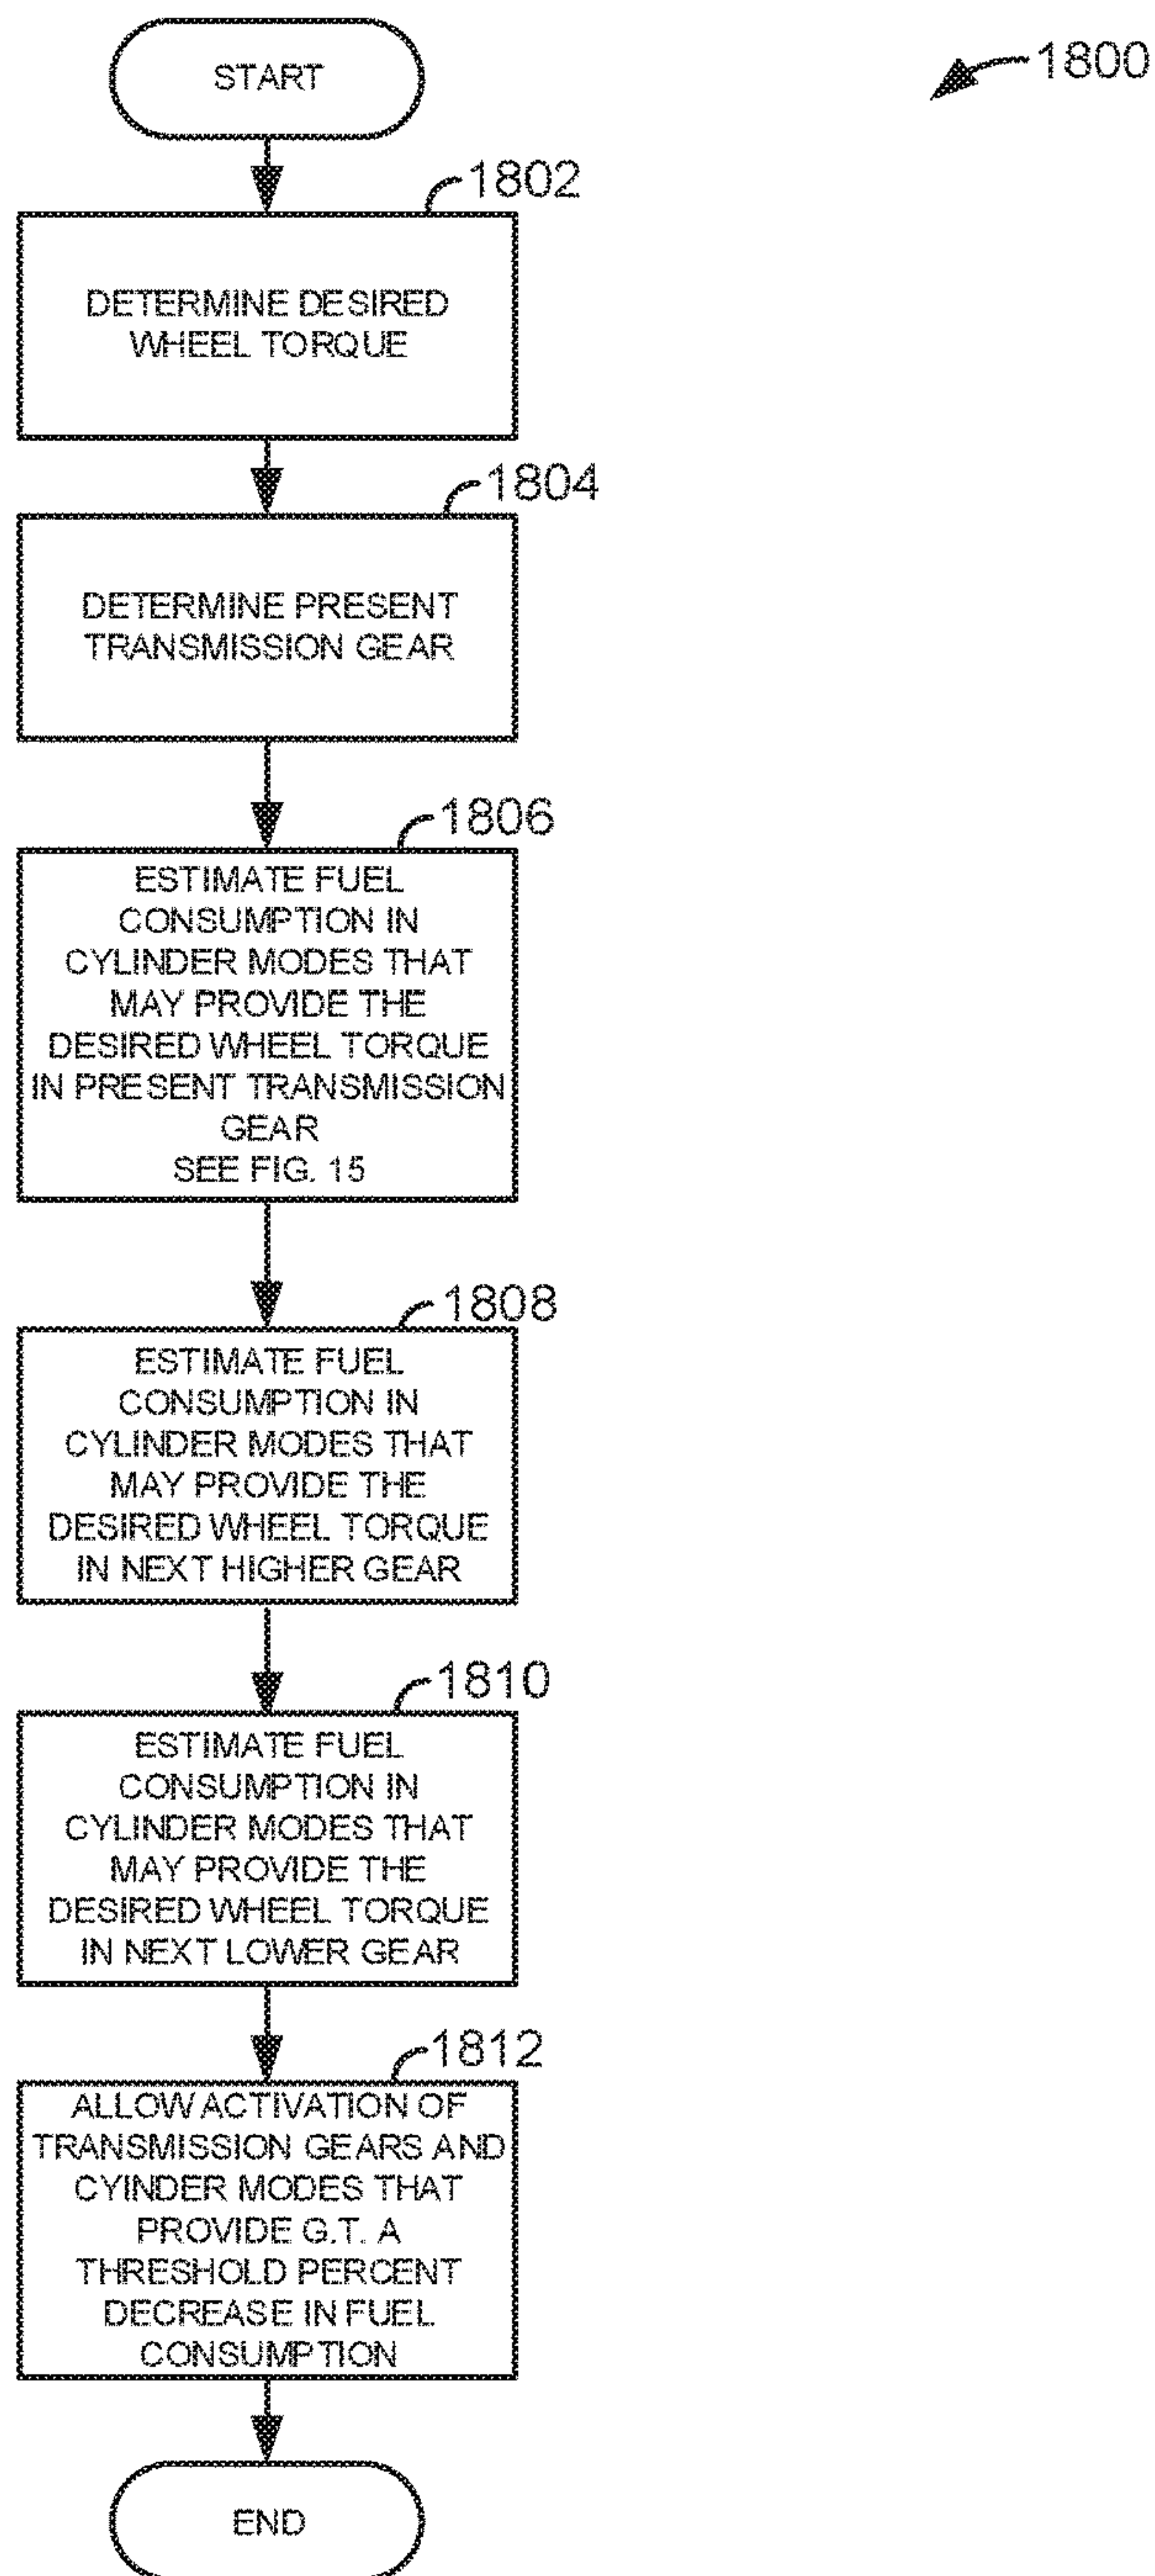 START
1800
1802
DETERMINE DESIRED
WHEEL TORQUE
1804
DETERMINE PRESENT
TRANSMISSION GEAR
1806
ESTIMATE FUEL
CONSUMPTION IN
CYLINDER MODES THAT
MAY PROVIDE THE
DESIRED WHEEL TORQUE
IN PRESENT TRANSMISSION
GEAR
SEE FIG. 15
1808
ESTIMATE FUEL
CONSUMPTION IN
CYLINDER MODES THAT
MAY PROVIDE THE
DESIRED WHEEL TORQUE
IN NEXT HIGHER GEAR
1810
ESTIMATE FUEL
CONSUMPTION IN
CYLINDER MODES THAT
MAY PROVIDE THE
DESIRED WHEEL TORQUE
IN NEXT LOWER GEAR
1812
ALLOW ACTIVATION OF
TRANSMISSION GEARS AND
CYINDER MODES THAT
PROVIDE G.T. A
THRESHOLD PERCENT
DECREASE IN FUEL
CONSUMPTION
END